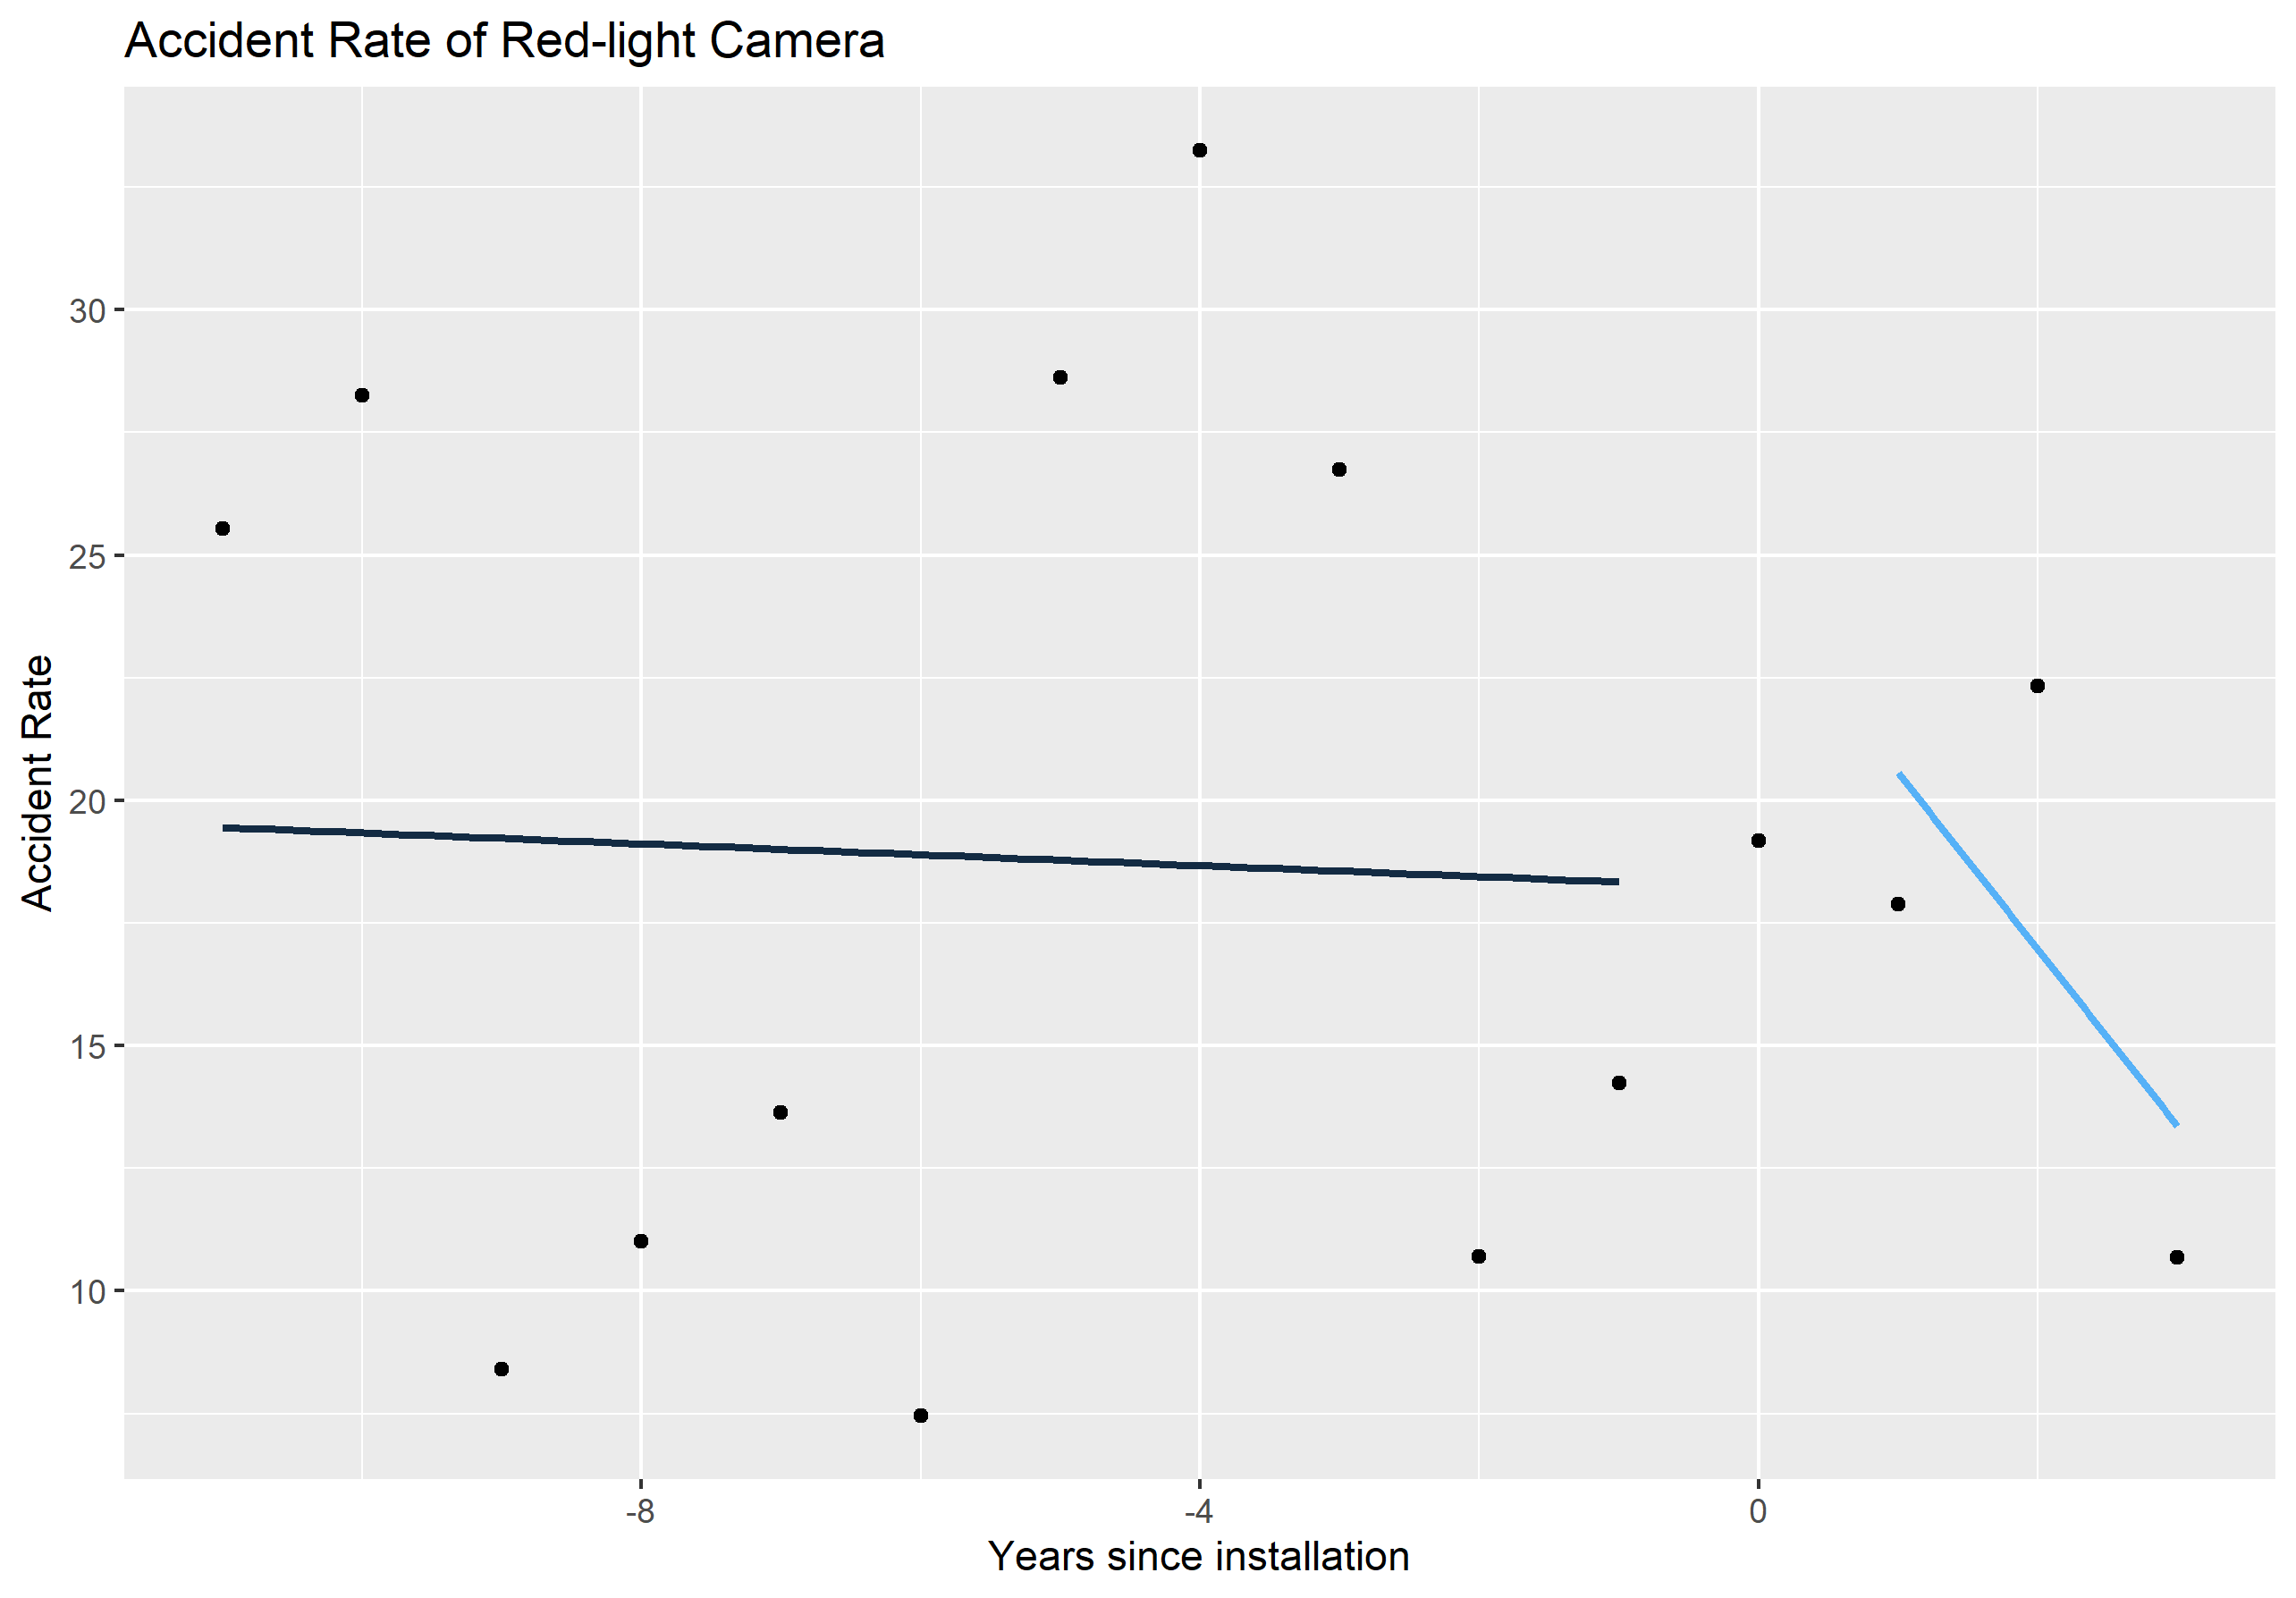 Accident Rate of Red-light Camera
30
25
20
15
10
Accident Rate
-8
-4
0
Years since installation